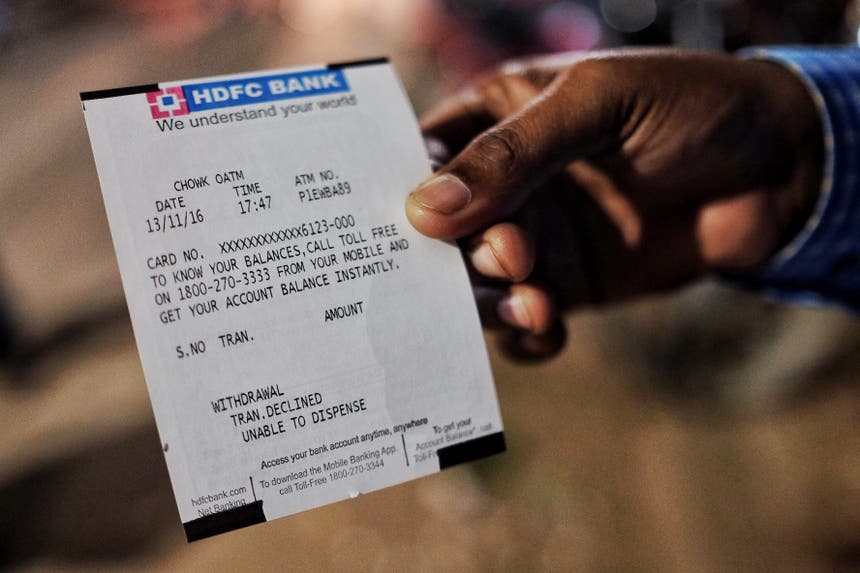 HDFC BANK
We understand your world
CHOWK OATM
DATE TIME ATM NO.
13/11/16 17:47 P1EWBA89
CARD NO. XXXXXXXXXXXX6123-000
TO KNOW YOUR BALANCES,CALL TOLL FREE
ON 1800-270-3333 FROM YOUR MOBILE AND
GET YOUR ACCOUNT BALANCE INSTANTLY.
S.NO TRAN. AMOUNT
WITHDRAWAL
TRAN.DECLINED
UNABLE TO DISPENSE
Access your bank account anytime, anywhere
hdfcbank.com
Net Banking
To download the Mobile Banking App.
call Toll-Free 1800-270-3344
To get your
Account Balance*, call
Toll-